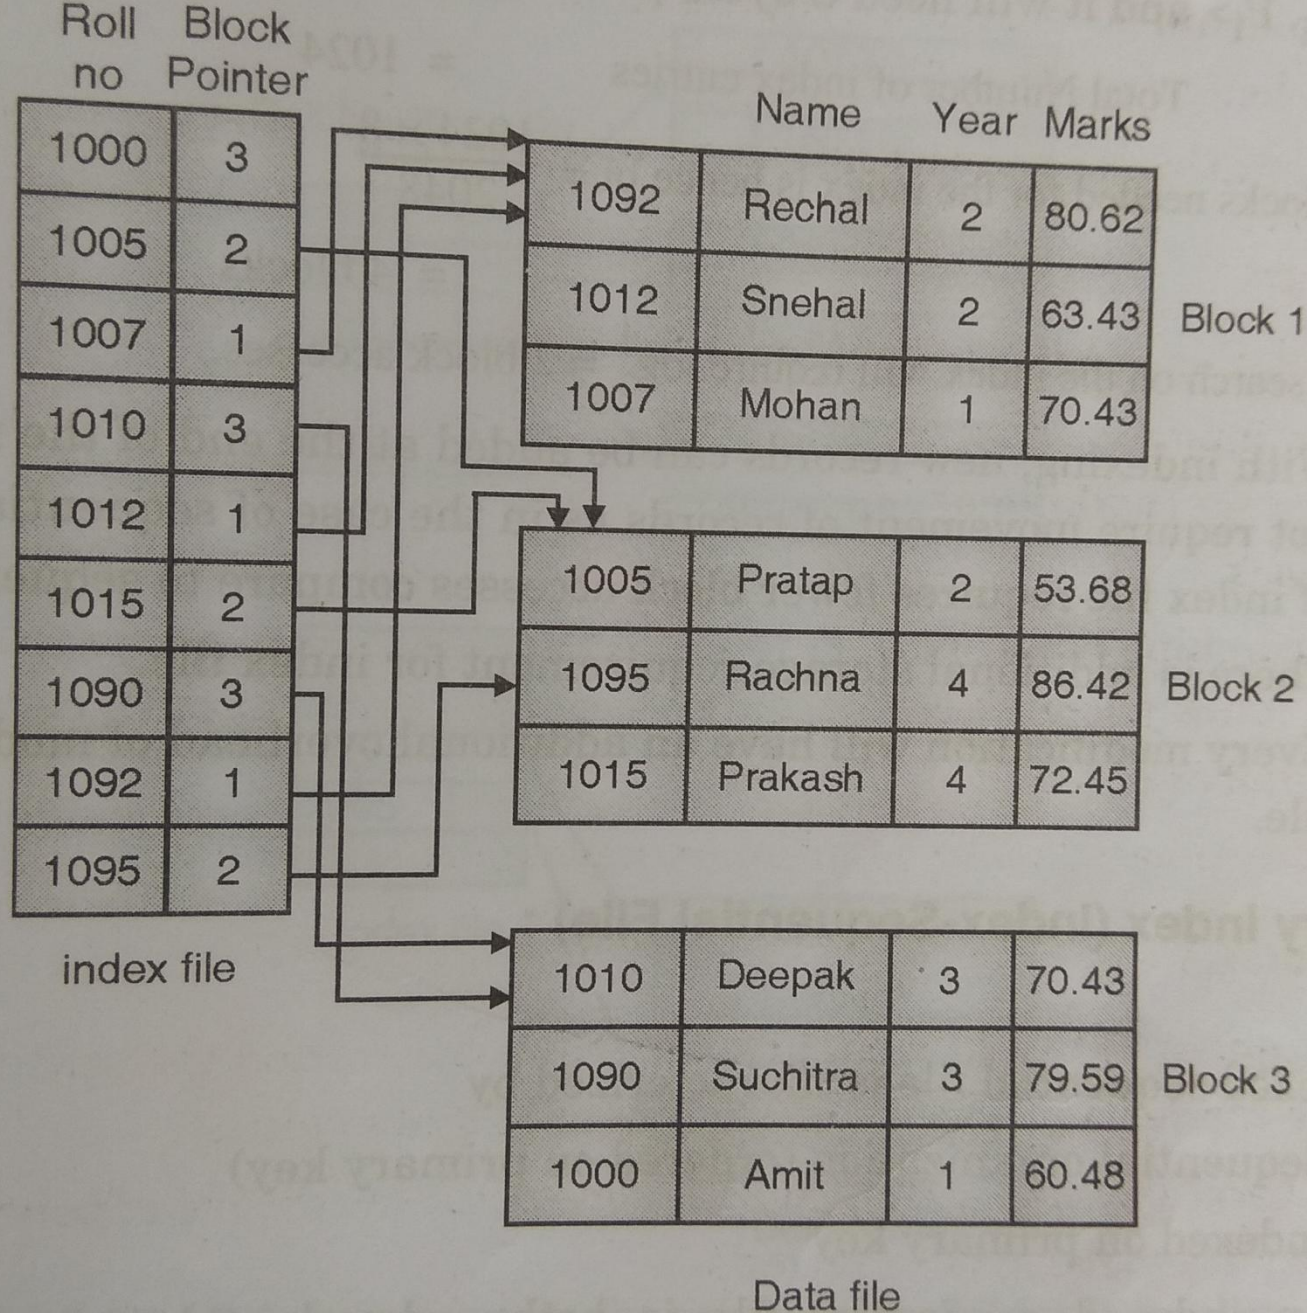 Roll no Block Pointer
1000 3
1005 2
1007 1
1010 3
1012 1
1015 2
1090 3
1092 1
1095 2
index file
Name Year Marks
1092 Rechal 2 80.62
1012 Snehal 2 63.43
1007 Mohan 1 70.43
Block 1
1005 Pratap 2 53.68
1095 Rachna 4 86.42
1015 Prakash 4 72.45
Block 2
1010 Deepak 3 70.43
1090 Suchitra 3 79.59
1000 Amit 1 60.48
Block 3
Data file